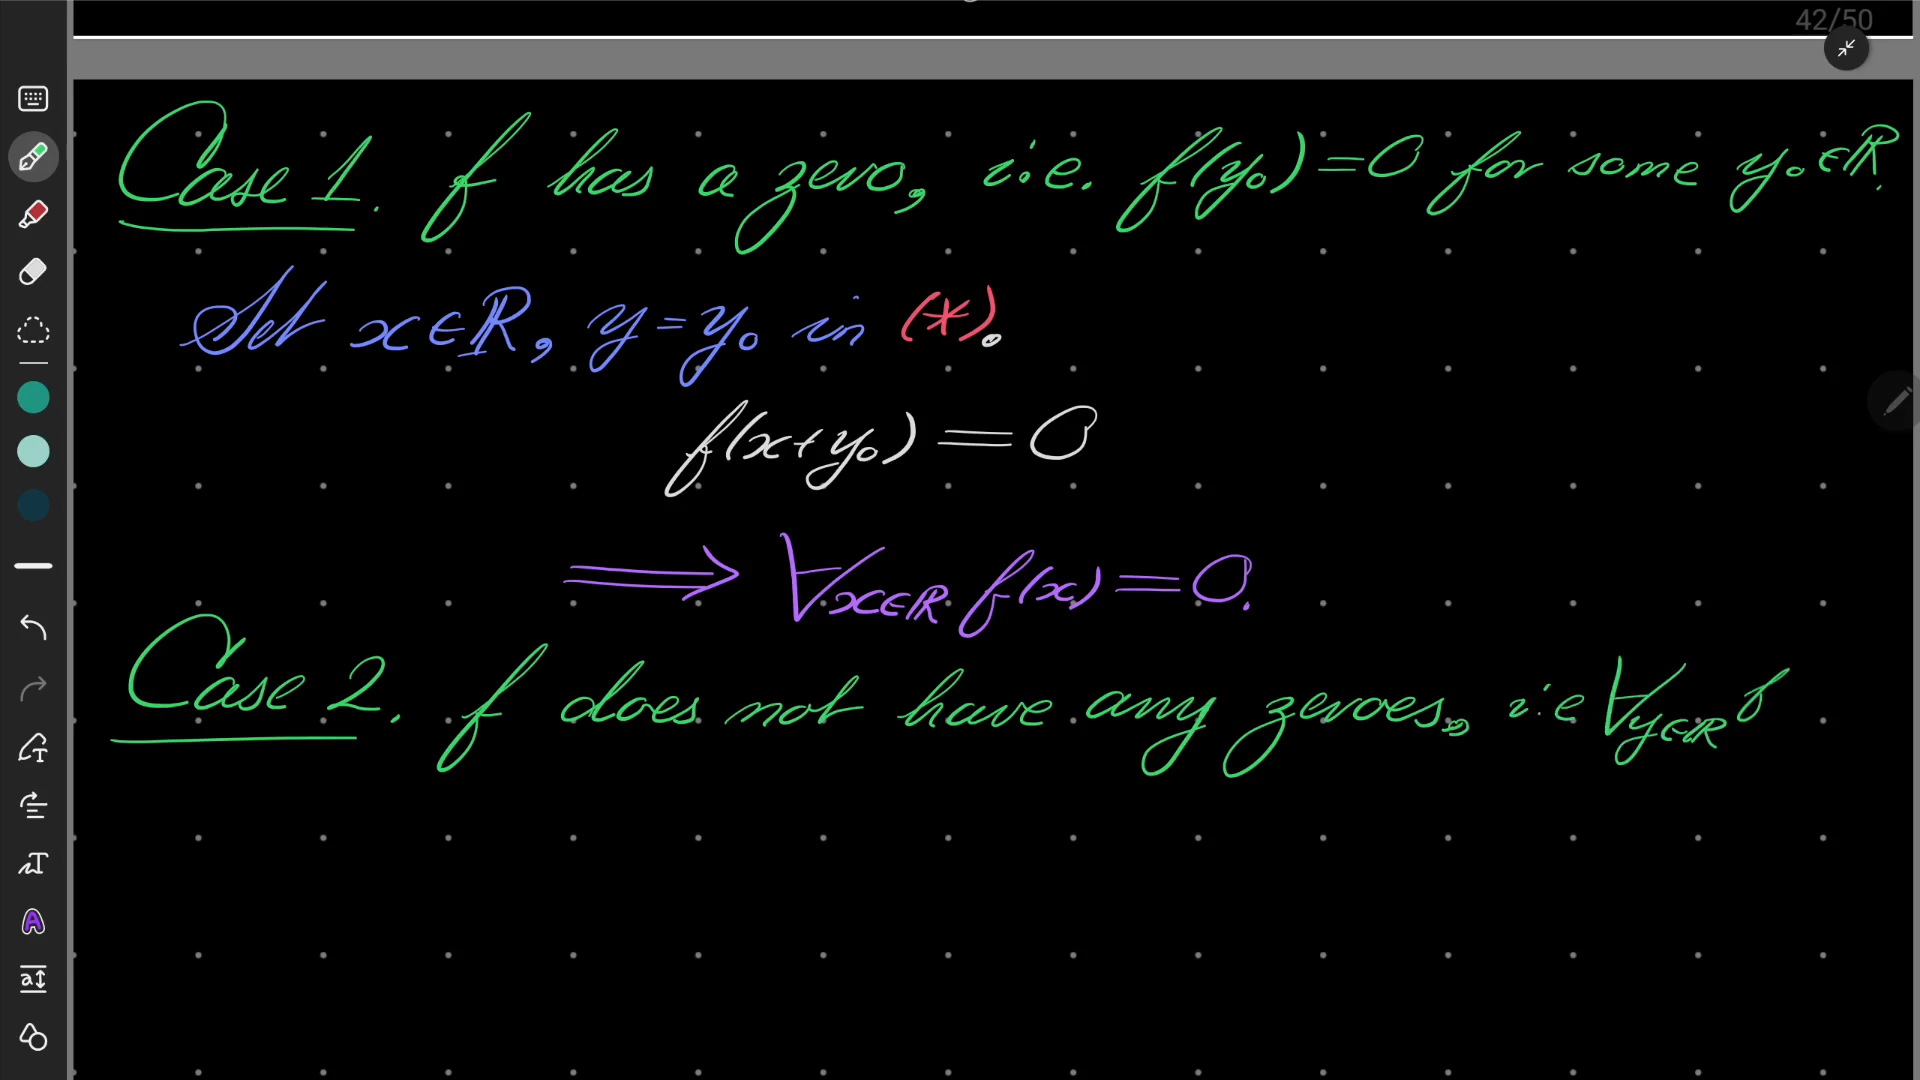 42/50
Case 1. f has a zero, i.e. f(y₀)=0 for some y₀∈ℝ.
Set x∈ℝ, y=y₀ in (*).
f(x+y₀)=0
⟹ ∀x∈ℝ f(x)=0.
Case 2. f does not have any zeroes, i.e ∀y∈ℝ f